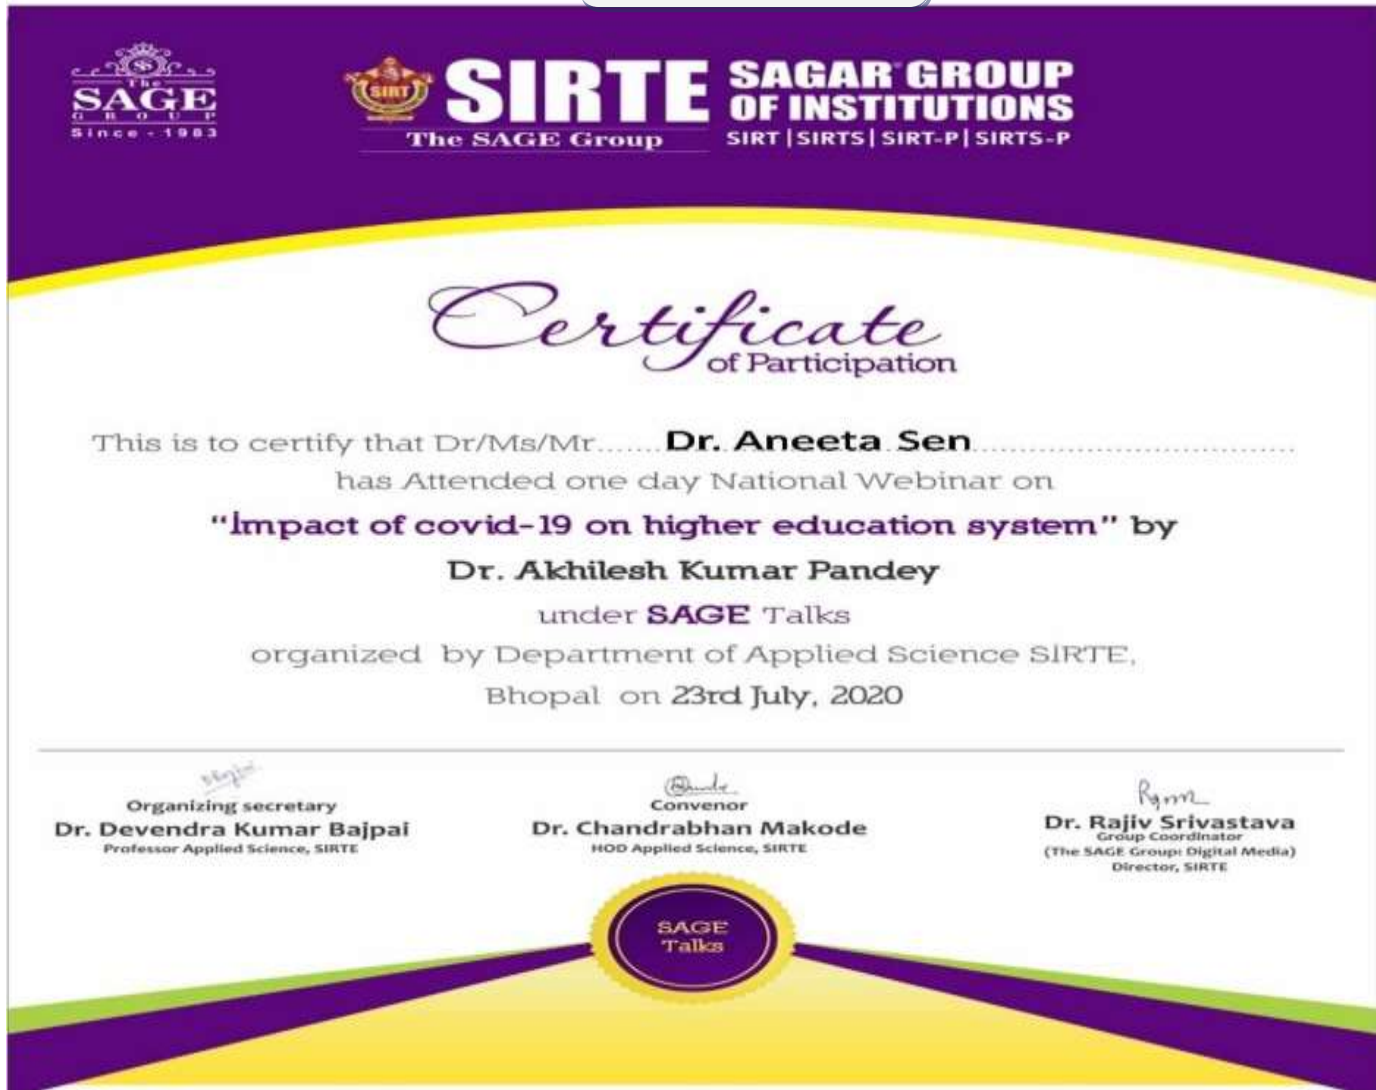 The
SAGE
GROUP
Since - 1983
SIRT
SIRTE
The SAGE Group
SAGAR GROUP
OF INSTITUTIONS
SIRT | SIRTS | SIRT-P | SIRTS-P
Certificate
of Participation
This is to certify that Dr/Ms/Mr...... Dr. Aneeta Sen ....................................
has Attended one day National Webinar on
“Impact of covid-19 on higher education system” by
Dr. Akhilesh Kumar Pandey
under SAGE Talks
organized by Department of Applied Science SIRTE,
Bhopal on 23rd July, 2020
Organizing secretary
Dr. Devendra Kumar Bajpai
Professor Applied Science, SIRTE
Convenor
Dr. Chandrabhan Makode
HOD Applied Science, SIRTE
Dr. Rajiv Srivastava
Group Coordinator
(The SAGE Group: Digital Media)
Director, SIRTE
SAGE
Talks